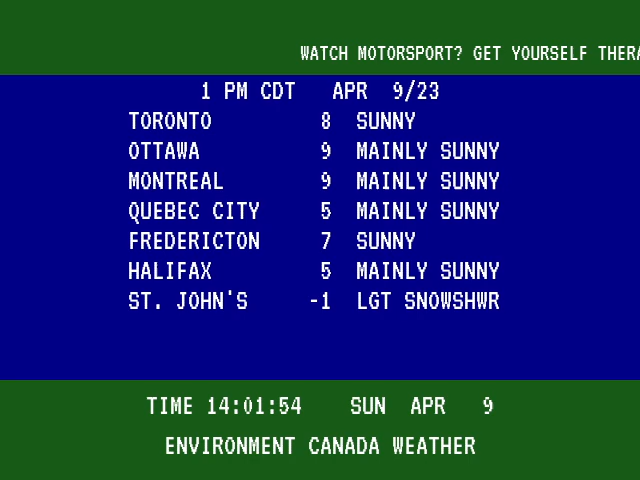 WATCH MOTORSPORT? GET YOURSELF
1 PM CDT APR 9/23
TORONTO 8 SUNNY
OTTAWA 9 MAINLY SUNNY
MONTREAL 9 MAINLY SUNNY
QUEBEC CITY 5 MAINLY SUNNY
FREDERICTON 7 SUNNY
HALIFAX 5 MAINLY SUNNY
ST. JOHN'S -1 LGT SNOWSHWR
TIME 14:01:54 SUN APR 9
ENVIRONMENT CANADA WEATHER